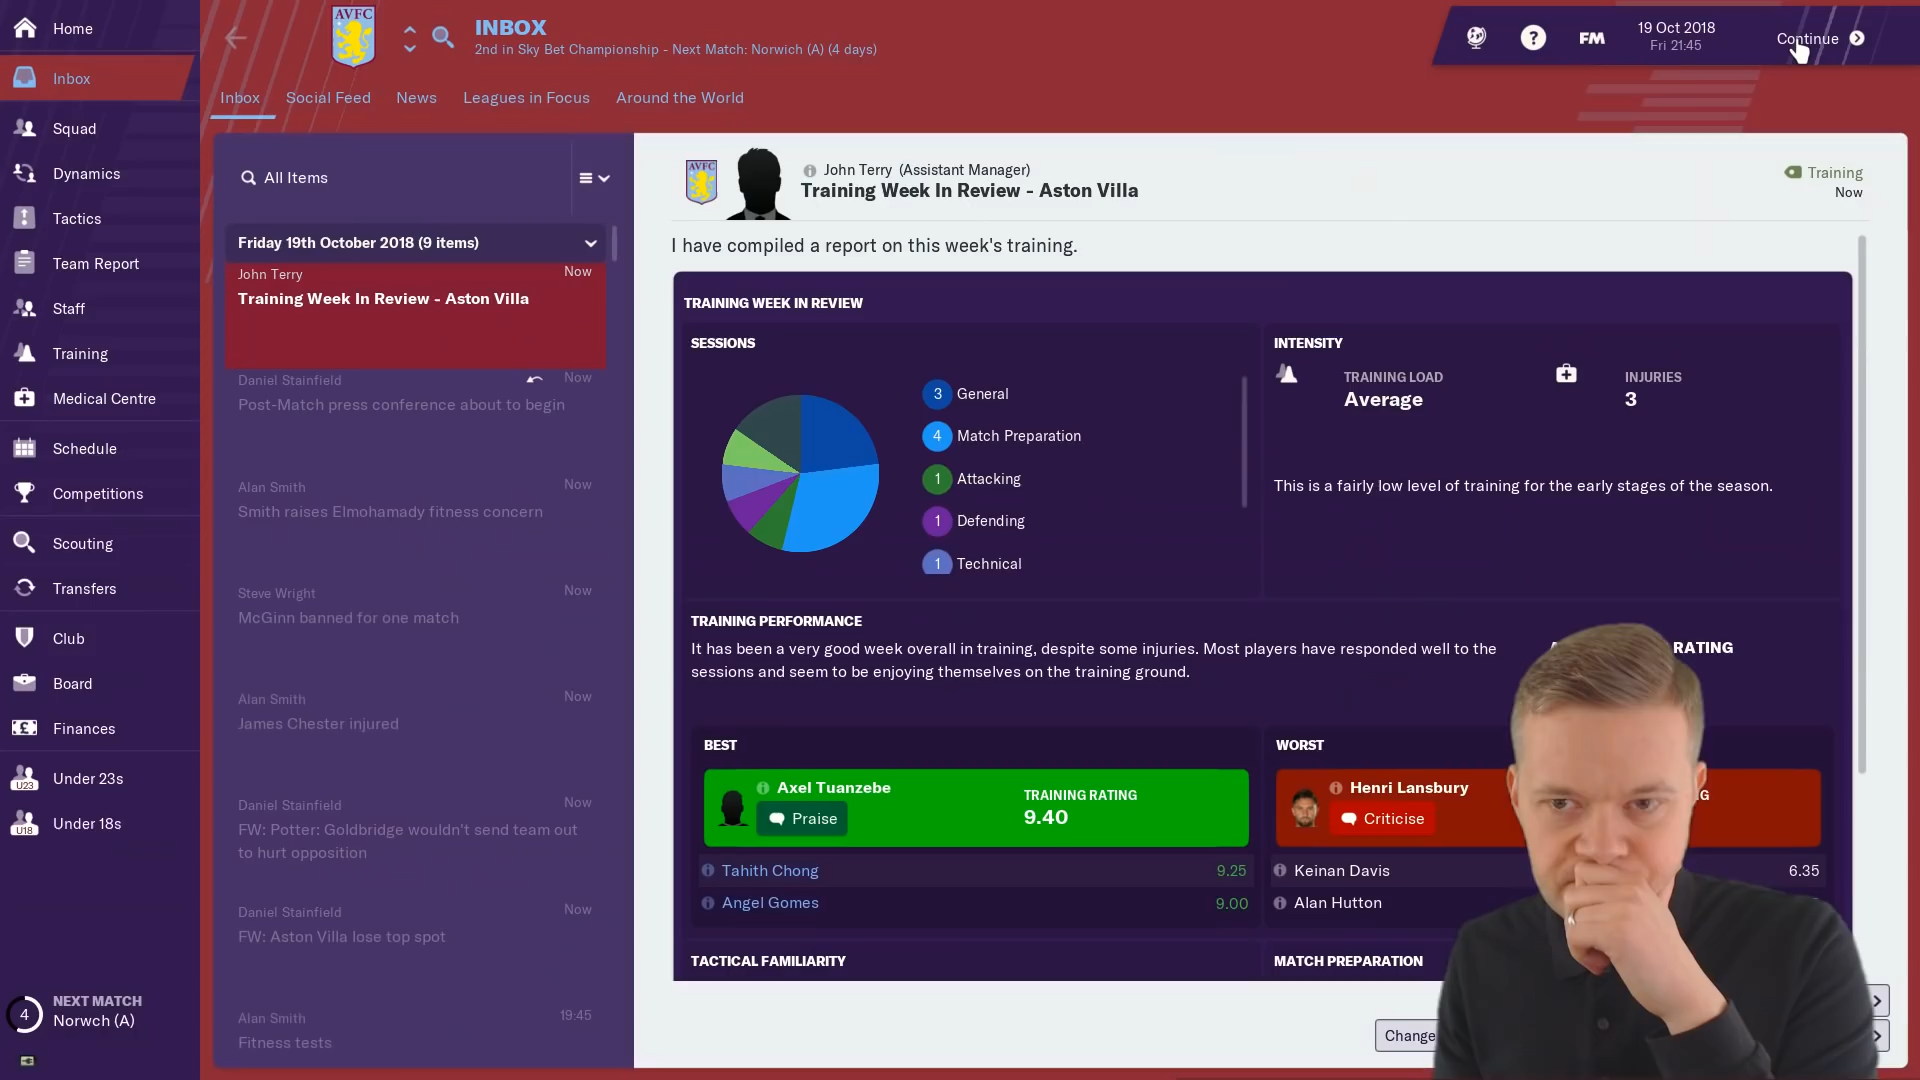 Home
Inbox
Squad
Dynamics
Tactics
Team Report
Staff
Training
Medical Centre
Schedule
Competitions
Scouting
Transfers
Club
Board
Finances
U23 Under 23s
U18 Under 18s
4 NEXT MATCH
Norwch (A)
AVFC
INBOX
2nd in Sky Bet Championship - Next Match: Norwich (A) (4 days)
? FM
19 Oct 2018
Fri 21:45
Continue
Inbox Social Feed News Leagues in Focus Around the World
All Items
Friday 19th October 2018 (9 items)
John Terry Now
Training Week In Review - Aston Villa
Daniel Stainfield Now
Post-Match press conference about to begin
Alan Smith Now
Smith raises Elmohamady fitness concern
Steve Wright Now
McGinn banned for one match
Alan Smith Now
James Chester injured
Daniel Stainfield Now
FW: Potter: Goldbridge wouldn't send team out
to hurt opposition
Daniel Stainfield Now
FW: Aston Villa lose top spot
Alan Smith 19:45
Fitness tests
AVFC
John Terry (Assistant Manager)
Training Week In Review - Aston Villa
Training
Now
I have compiled a report on this week's training.
TRAINING WEEK IN REVIEW
SESSIONS
3 General
4 Match Preparation
1 Attacking
1 Defending
1 Technical
INTENSITY
TRAINING LOAD
Average
INJURIES
3
This is a fairly low level of training for the early stages of the season.
TRAINING PERFORMANCE
It has been a very good week overall in training, despite some injuries. Most players have responded well to the
sessions and seem to be enjoying themselves on the training ground.
RATING
BEST
Axel Tuanzebe
Praise
TRAINING RATING
9.40
Tahith Chong 9.25
Angel Gomes 9.00
WORST
Henri Lansbury
Criticise
Keinan Davis 6.35
Alan Hutton
TACTICAL FAMILIARITY
MATCH PREPARATION
Change